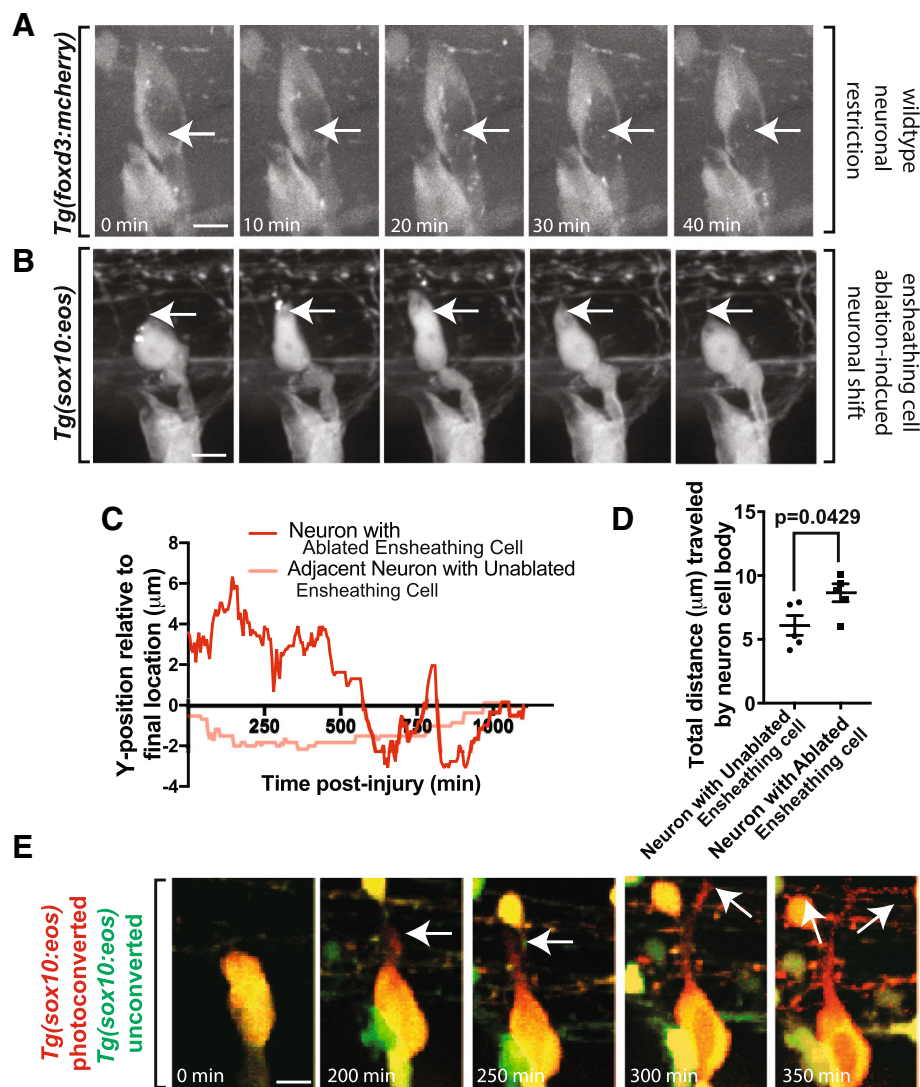 A
Tg(foxd3:mcherry)
0 min
10 min
20 min
30 min
40 min
wildtype
neuronal
restriction
B
Tg(sox10:eos)
ensheathing cell
ablation-indcued
neuronal shift
C
Neuron with
Ablated Ensheathing Cell
Adjacent Neuron with Unablated
Ensheathing Cell
Y-position relative to
final location (μm)
8
6
4
2
0
-2
-4
250
500
750
1000
Time post-injury (min)
D
p=0.0429
Total distance (μm) traveled
by neuron cell body
15
10
5
0
Neuron with Unablated
Ensheathing cell
Neuron with Ablated
Ensheathing cell
E
Tg(sox10:eos)
photoconverted
Tg(sox10:eos)
unconverted
0 min
200 min
250 min
300 min
350 min